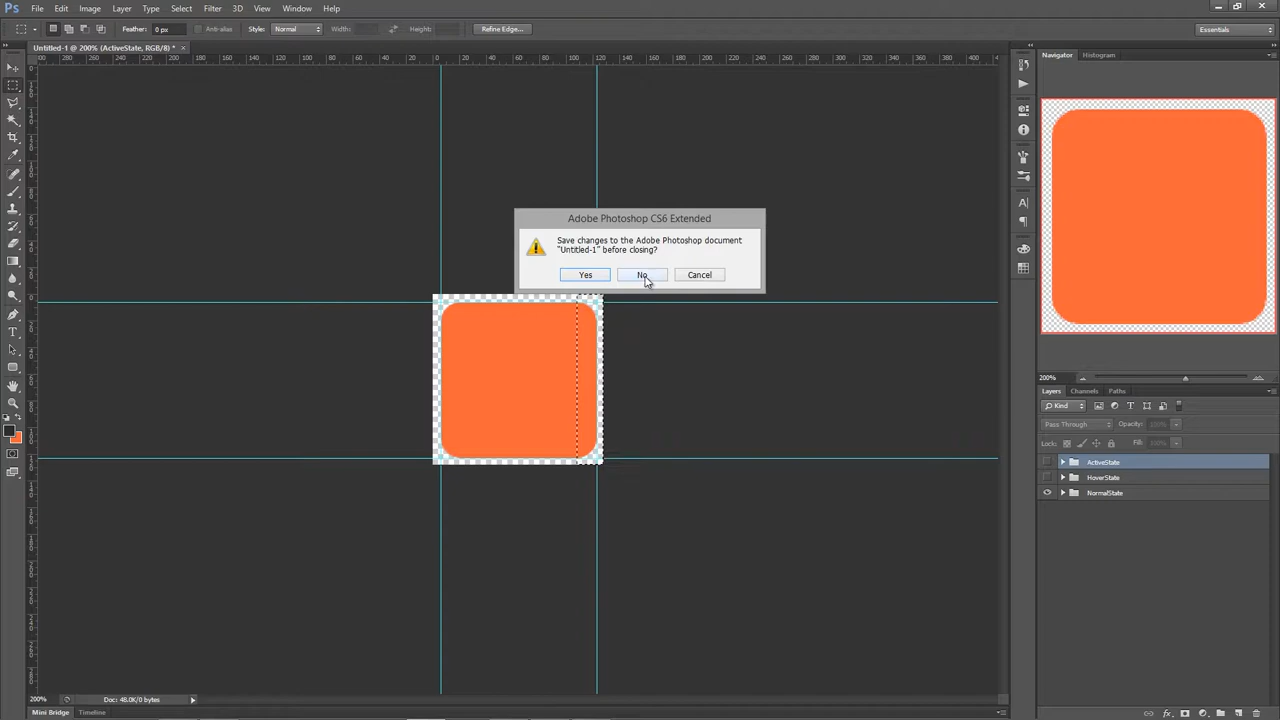 Ps File Edit Image Layer Type Select Filter 3D View Window Help
Feather: 0 px Anti-alias Style: Normal Width: Height: Refine Edge... Essentials
Untitled-1 @ 200% (ActiveState, RGB/8) * ×
Navigator Histogram
Adobe Photoshop CS6 Extended
Save changes to the Adobe Photoshop document
"Untitled-1" before closing?
Yes No Cancel
200%
Layers Channels Paths
Kind
Pass Through Opacity: 100%
Lock: Fill: 100%
ActiveState
HoverState
NormalState
200% Doc: 48.0K/0 bytes
Mini Bridge Timeline